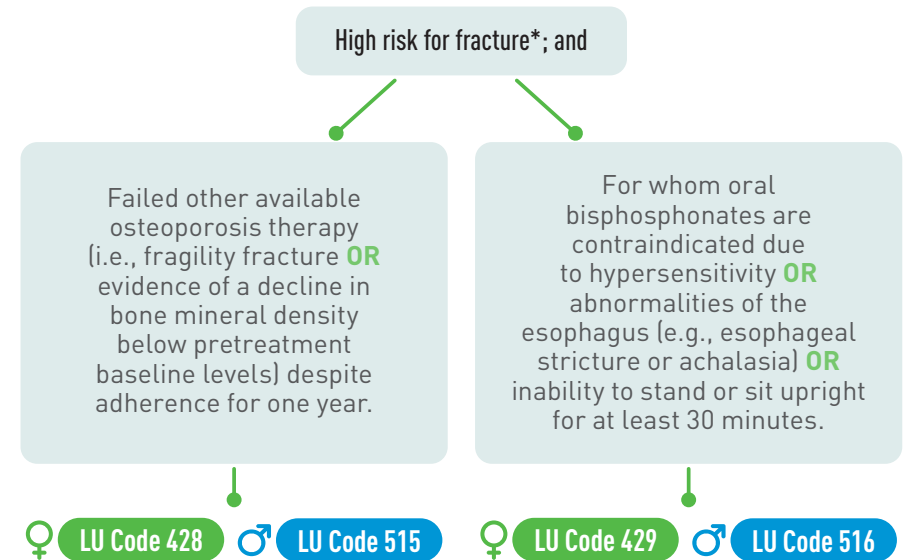 High risk for fracture*; and
Failed other available
osteoporosis therapy
(i.e., fragility fracture OR
evidence of a decline in
bone mineral density
below pretreatment
baseline levels) despite
adherence for one year.
For whom oral
bisphosphonates are
contraindicated due
to hypersensitivity OR
abnormalities of the
esophagus (e.g., esophageal
stricture or achalasia) OR
inability to stand or sit upright
for at least 30 minutes.
LU Code 428
LU Code 515
LU Code 429
LU Code 516